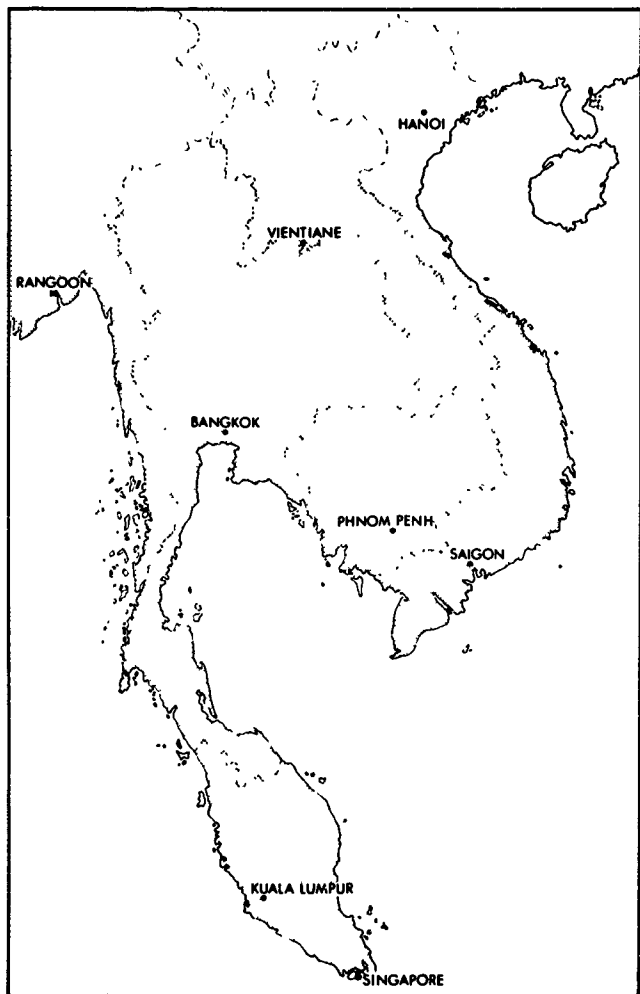 HANOI
VIENTIANE
RANGOON
BANGKOK
PHNOM PENH
SAIGON
KUALA LUMPUR
SINGAPORE